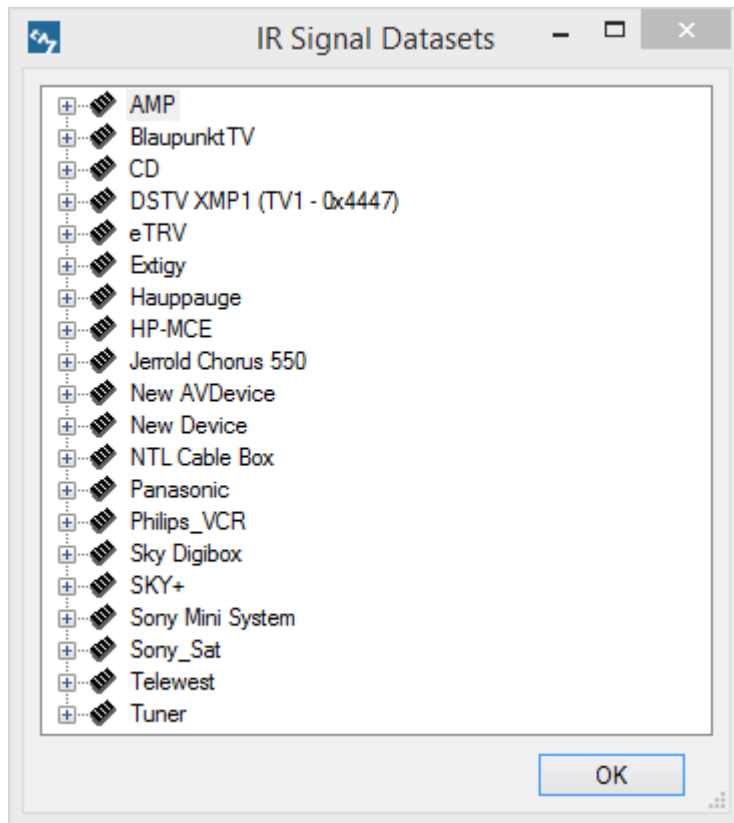 IR Signal Datasets
AMP
BlaupunktTV
CD
DSTV XMP1 (TV1 - 0x4447)
eTRV
Extigy
Hauppauge
HP-MCE
Jerrold Chorus 550
New AVDevice
New Device
NTL Cable Box
Panasonic
Philips_VCR
Sky Digibox
SKY+
Sony Mini System
Sony_Sat
Telewest
Tuner
OK